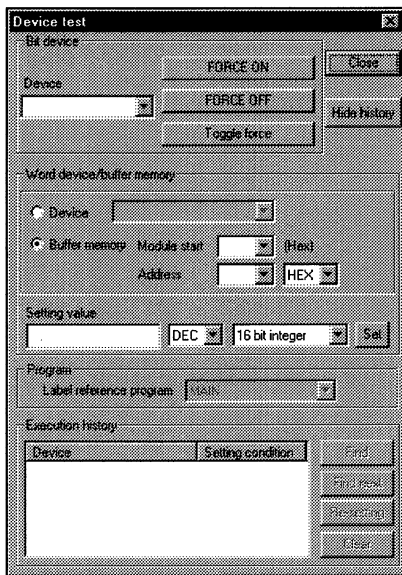 Device test
Bit device
Device
FORCE ON
FORCE OFF
Toggle force
Close
Hide history
Word device/buffer memory
Device
Buffer memory Module start (Hex)
Address HEX
Setting value
DEC 16 bit integer Set
Program
Label reference program MAIN
Execution history
Device Setting condition
Find
Find next
Re-setting
Clear